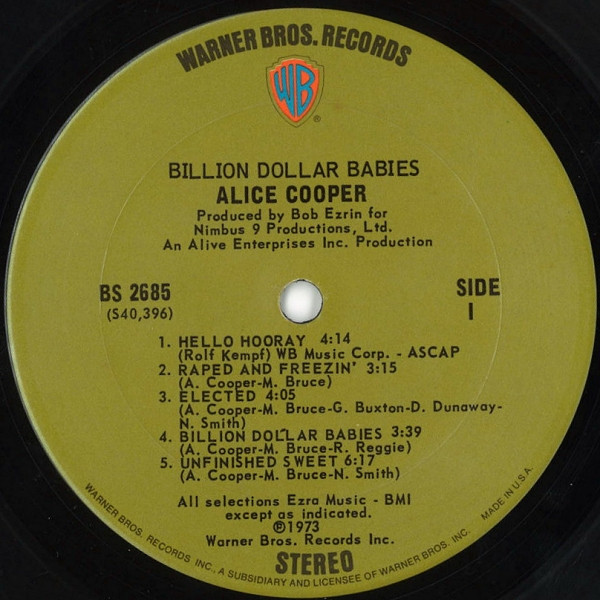 WARNER BROS. RECORDS
WB
®
BILLION DOLLAR BABIES
ALICE COOPER
Produced by Bob Ezrin for
Nimbus 9 Productions, Ltd.
An Alive Enterprises Inc. Production
BS 2685
(S40,396)
SIDE
1
1. HELLO HOORAY 4:14
(Rolf Kempf) WB Music Corp. - ASCAP
2. RAPED AND FREEZIN' 3:15
(A. Cooper-M. Bruce)
3. ELECTED 4:05
(A. Cooper-M. Bruce-G. Buxton-D. Dunaway-
N. Smith)
4. BILLION DOLLAR BABIES 3:39
(A. Cooper-M. Bruce-R. Reggie)
5. UNFINISHED SWEET 6:17
(A. Cooper-M. Bruce-N. Smith)
All selections Ezra Music - BMI
except as indicated.
℗1973
Warner Bros. Records Inc.
STEREO
WARNER BROS. RECORDS INC., A SUBSIDIARY AND LICENSEE OF WARNER BROS. INC. MADE IN U.S.A.